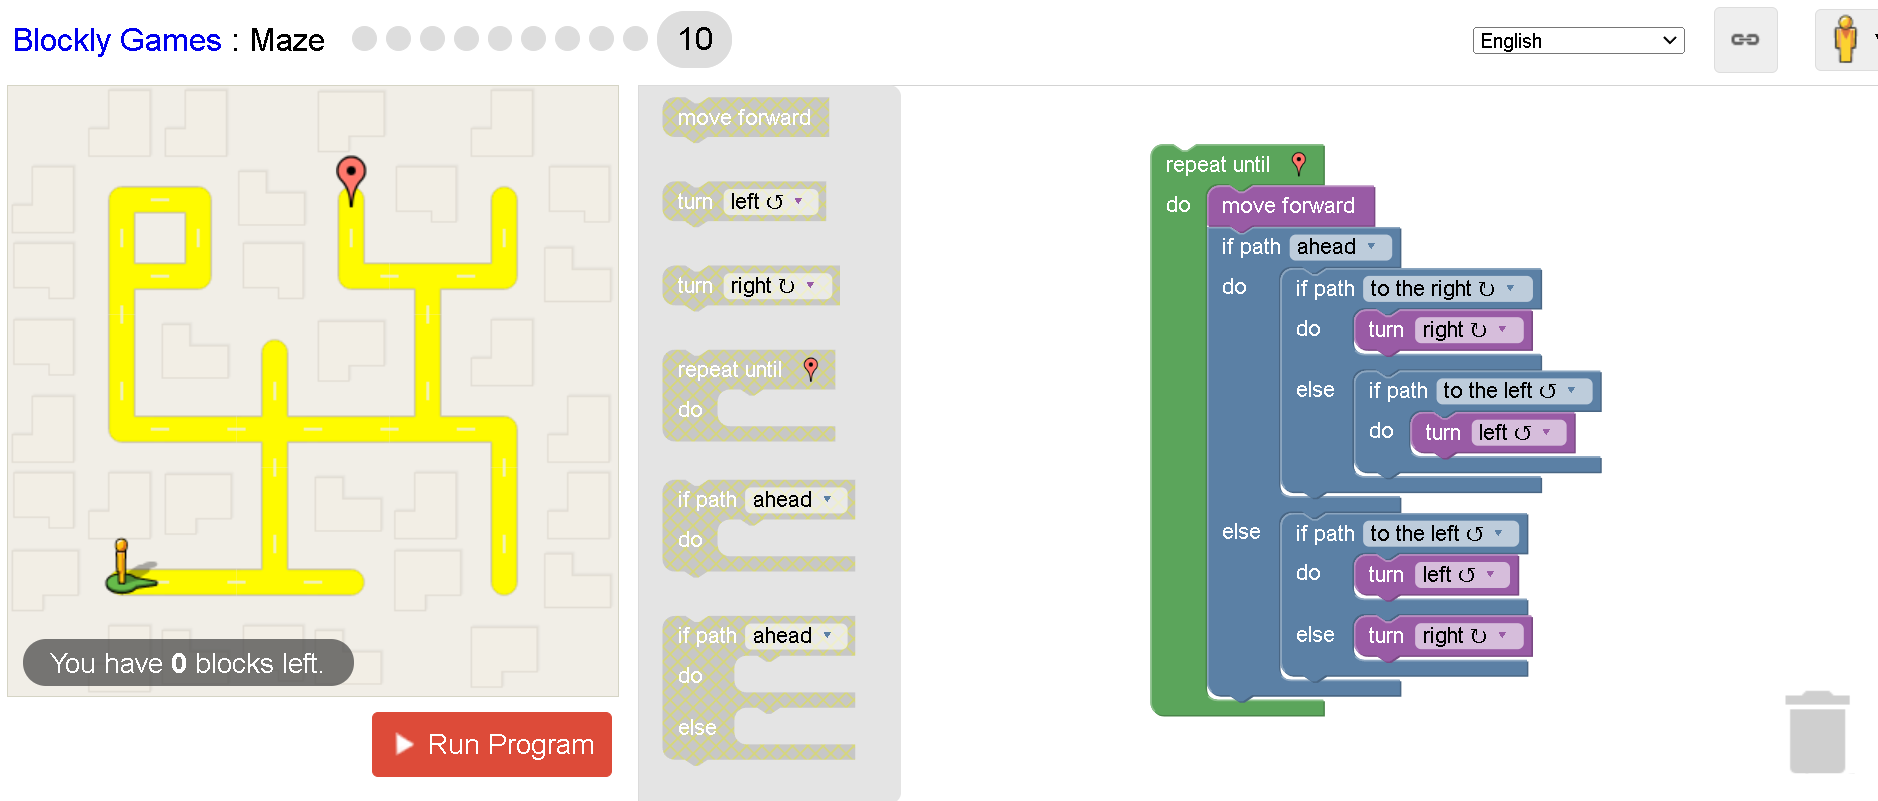 Blockly Games : Maze 10
English
You have 0 blocks left.
Run Program
move forward
turn left ↺
turn right ↻
repeat until
do
if path ahead
do
if path ahead
do
else
repeat until
do
move forward
if path ahead
do
if path to the right ↻
do
turn right ↻
else
if path to the left ↺
do
turn left ↺
else
if path to the left ↺
do
turn left ↺
else
turn right ↻